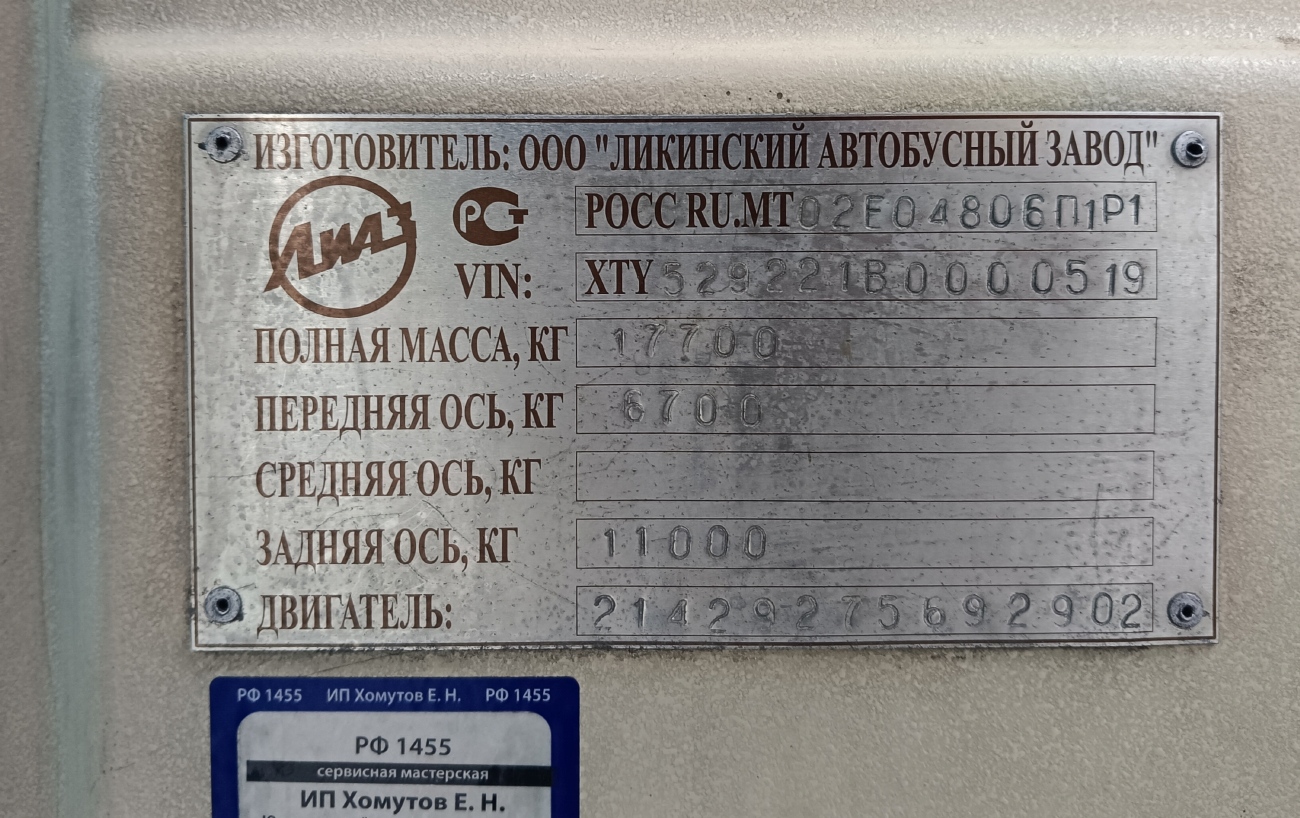 ИЗГОТОВИТЕЛЬ: ООО "ЛИКИНСКИЙ АВТОБУСНЫЙ ЗАВОД"
ЛиАЗ РСТ РОСС RU.МТ02Е04806П1Р1
VIN: XTY529221B0000519
ПОЛНАЯ МАССА, КГ 17700
ПЕРЕДНЯЯ ОСЬ, КГ 6700
СРЕДНЯЯ ОСЬ, КГ
ЗАДНЯЯ ОСЬ, КГ 11000
ДВИГАТЕЛЬ: 21429275692902
РФ 1455 ИП Хомутов Е. Н. РФ 1455
РФ 1455
сервисная мастерская
ИП Хомутов Е. Н.